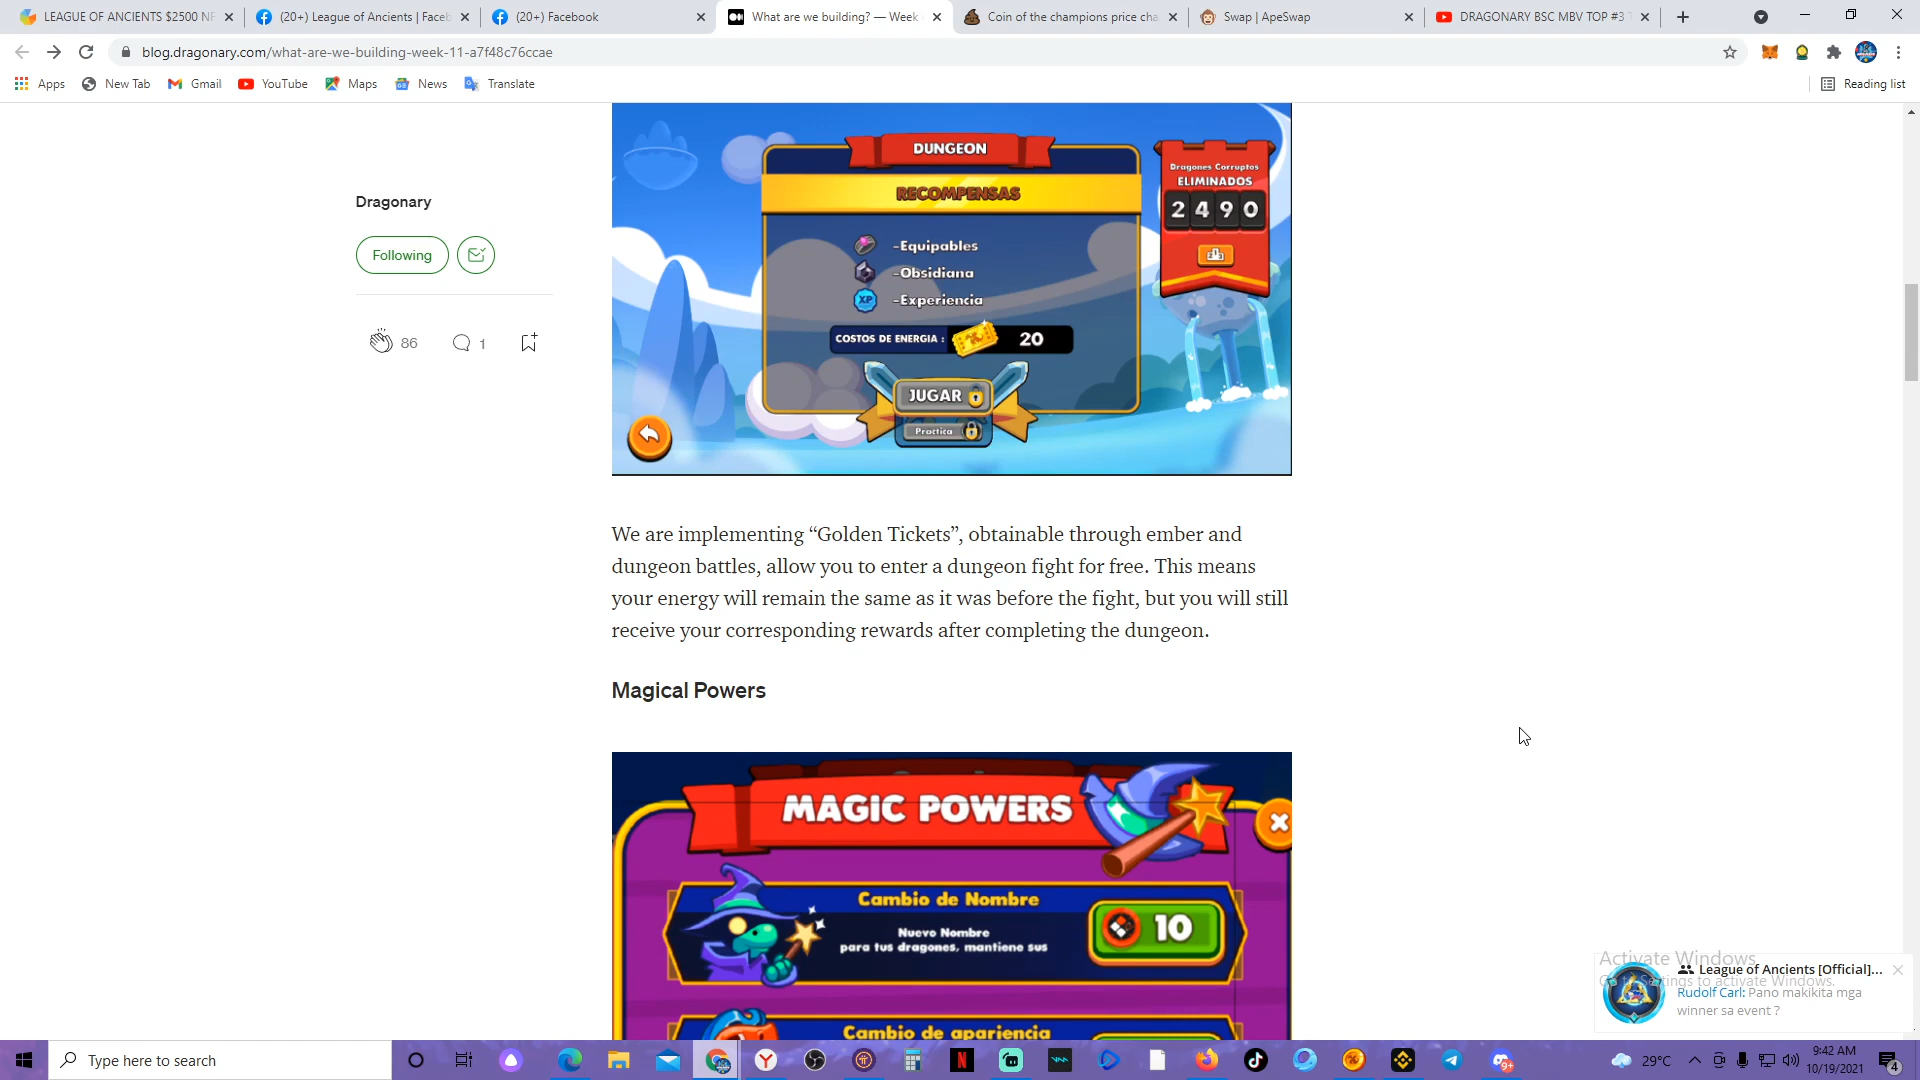 LEAGUE OF ANCIENTS $2500 NF
(20+) League of Ancients | Faceb
(20+) Facebook
What are we building? — Week
Coin of the champions price cha
Swap | ApeSwap
DRAGONARY BSC MBV TOP #3 T
blog.dragonary.com/what-are-we-building-week-11-a7f48c76ccae
Apps
New Tab
Gmail
YouTube
Maps
News
Translate
Reading list
DUNGEON
RECOMPENSAS
-Equipables
-Obsidiana
XP
-Experiencia
COSTOS DE ENERGIA :
20
JUGAR
Practica
Dragones Corruptos
ELIMINADOS
2490
Dragonary
Following
86
1
We are implementing “Golden Tickets”, obtainable through ember and
dungeon battles, allow you to enter a dungeon fight for free. This means
your energy will remain the same as it was before the fight, but you will still
receive your corresponding rewards after completing the dungeon.
Magical Powers
MAGIC POWERS
Cambio de Nombre
Nuevo Nombre
para tus dragones, mantiene sus
10
Cambio de apariencia
Activate Windows
Settings to activate Windows.
League of Ancients [Official]...
Rudolf Carl: Pano makikita mga
winner sa event ?
Type here to search
9+
29°C
9:42 AM
10/19/2021
4